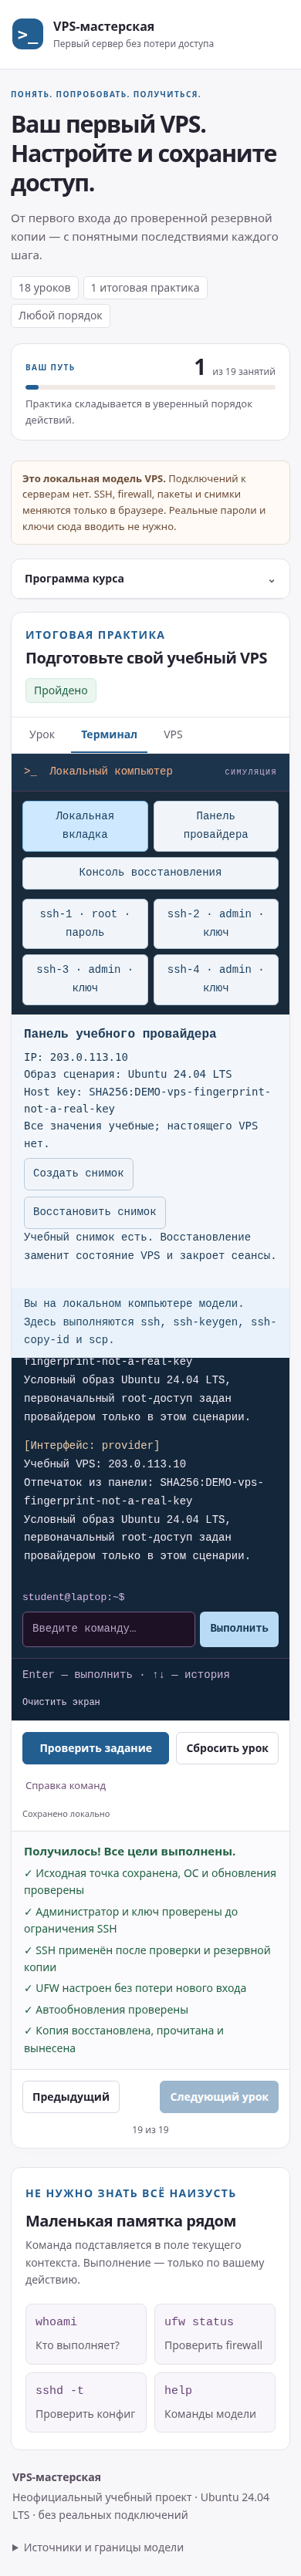 >_
VPS-мастерская
Первый сервер без потери доступа
ПОНЯТЬ. ПОПРОБОВАТЬ. ПОЛУЧИТЬСЯ.
Ваш первый VPS.
Настройте и сохраните
доступ.
От первого входа до проверенной резервной
копии — с понятными последствиями каждого
шага.
18 уроков
1 итоговая практика
Любой порядок
ВАШ ПУТЬ
1 из 19 занятий
Практика складывается в уверенный порядок
действий.
Это локальная модель VPS. Подключений к
серверам нет. SSH, firewall, пакеты и снимки
меняются только в браузере. Реальные пароли и
ключи сюда вводить не нужно.
Программа курса
ИТОГОВАЯ ПРАКТИКА
Подготовьте свой учебный VPS
Пройдено
Урок
Терминал
VPS
>_ Локальный компьютер
СИМУЛЯЦИЯ
Локальная
вкладка
Панель
провайдера
Консоль восстановления
ssh-1 · root ·
пароль
ssh-2 · admin ·
ключ
ssh-3 · admin ·
ключ
ssh-4 · admin ·
ключ
Панель учебного провайдера
IP: 203.0.113.10
Образ сценария: Ubuntu 24.04 LTS
Host key: SHA256:DEMO-vps-fingerprint-
not-a-real-key
Все значения учебные; настоящего VPS
нет.
Создать снимок
Восстановить снимок
Учебный снимок есть. Восстановление
заменит состояние VPS и закроет сеансы.
Вы на локальном компьютере модели.
Здесь выполняются ssh, ssh-keygen, ssh-
copy-id и scp.
fingerprint-not-a-real-key
Условный образ Ubuntu 24.04 LTS,
первоначальный root-доступ задан
провайдером только в этом сценарии.
[Интерфейс: provider]
Учебный VPS: 203.0.113.10
Отпечаток из панели: SHA256:DEMO-vps-
fingerprint-not-a-real-key
Условный образ Ubuntu 24.04 LTS,
первоначальный root-доступ задан
провайдером только в этом сценарии.
student@laptop:~$
Введите команду…
Выполнить
Enter — выполнить · ↑↓ — история
Очистить экран
Проверить задание
Сбросить урок
Справка команд
Сохранено локально
Получилось! Все цели выполнены.
✓ Исходная точка сохранена, ОС и обновления
проверены
✓ Администратор и ключ проверены до
ограничения SSH
✓ SSH применён после проверки и резервной
копии
✓ UFW настроен без потери нового входа
✓ Автообновления проверены
✓ Копия восстановлена, прочитана и
вынесена
Предыдущий
Следующий урок
19 из 19
НЕ НУЖНО ЗНАТЬ ВСЁ НАИЗУСТЬ
Маленькая памятка рядом
Команда подставляется в поле текущего
контекста. Выполнение — только по вашему
действию.
whoami
Кто выполняет?
ufw status
Проверить firewall
sshd -t
Проверить конфиг
help
Команды модели
VPS-мастерская
Неофициальный учебный проект · Ubuntu 24.04
LTS · без реальных подключений
▶ Источники и границы модели